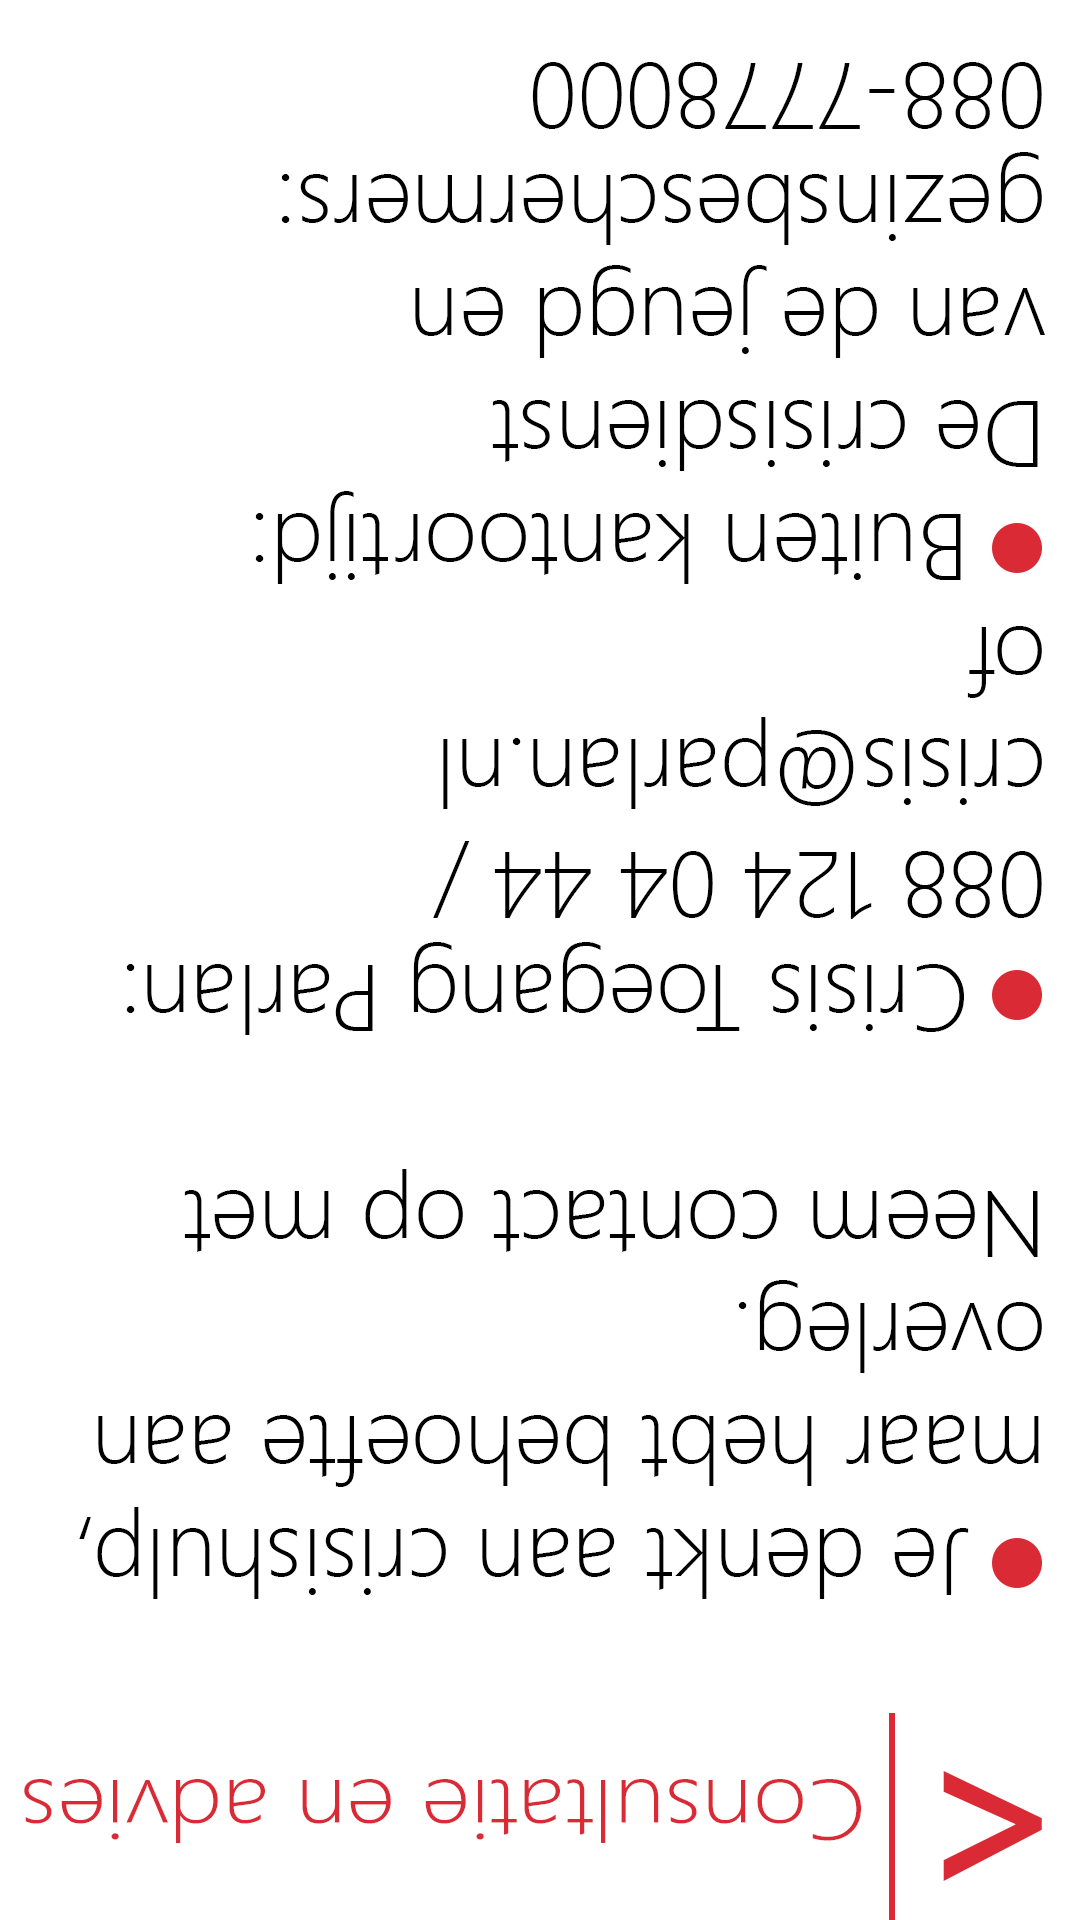 < Consultatie en advies
● Je denkt aan crisishulp,
maar hebt behoefte aan
overleg.
Neem contact op met
● Crisis Toegang Parlan:
088 124 04 44 /
crisis@parlan.nl
of
● Buiten kantoortijd:
De crisisdienst
van de jeugd en
gezinsbeschermers:
088-7778000